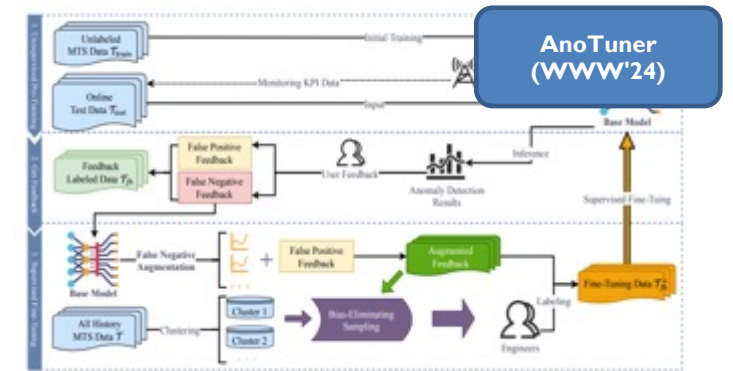 AnoTuner
(WWW'24)
1. Unsupervised Pre-Training
Unlabeled
MTS Data T_train
Initial Training
Monitoring KPI Data
Online
Test Data T_test
Input
Base Model
2. Get Feedback
Feedback
Labeled Data T_fb
False Positive
Feedback
False Negative
Feedback
User Feedback
Anomaly Detection
Results
Inference
Supervised Fine-Tuing
3. Supervised Fine-Tuning
Base Model
False Negative
Augmentation
+
False Positive
Feedback
Augmented
Feedback
Fine-Tuning Data
Labeling
Engineers
All History
MTS Data T
Clustering
Cluster 1
Cluster 2
Bias-Eliminating
Sampling